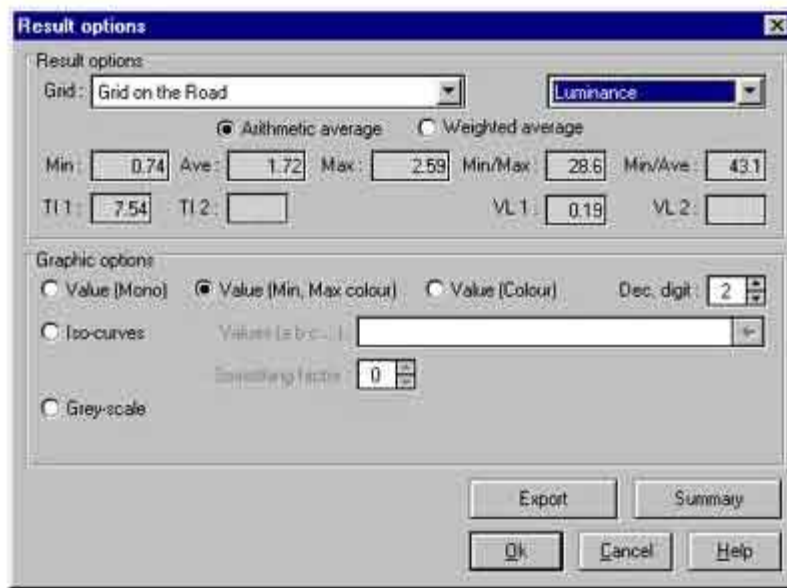 Result options
Result options
Grid : Grid on the Road Luminance
Arithmetic average Weighted average
Min : 0.74 Ave : 1.72 Max : 2.59 Min/Max : 28.6 Min/Ave : 43.1
TI 1 : 7.54 TI 2 : VL 1 : 0.19 VL 2 :
Graphic options
Value (Mono) Value (Min, Max colour) Value (Colour) Dec. digit : 2
Iso-curves Values (a b c ...) :
Smoothing factor : 0
Grey-scale
Export Summary
Ok Cancel Help